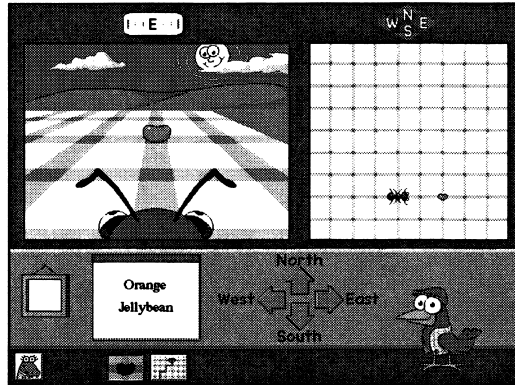 E
N
W E
S
North
Orange
Jellybean
West East
South